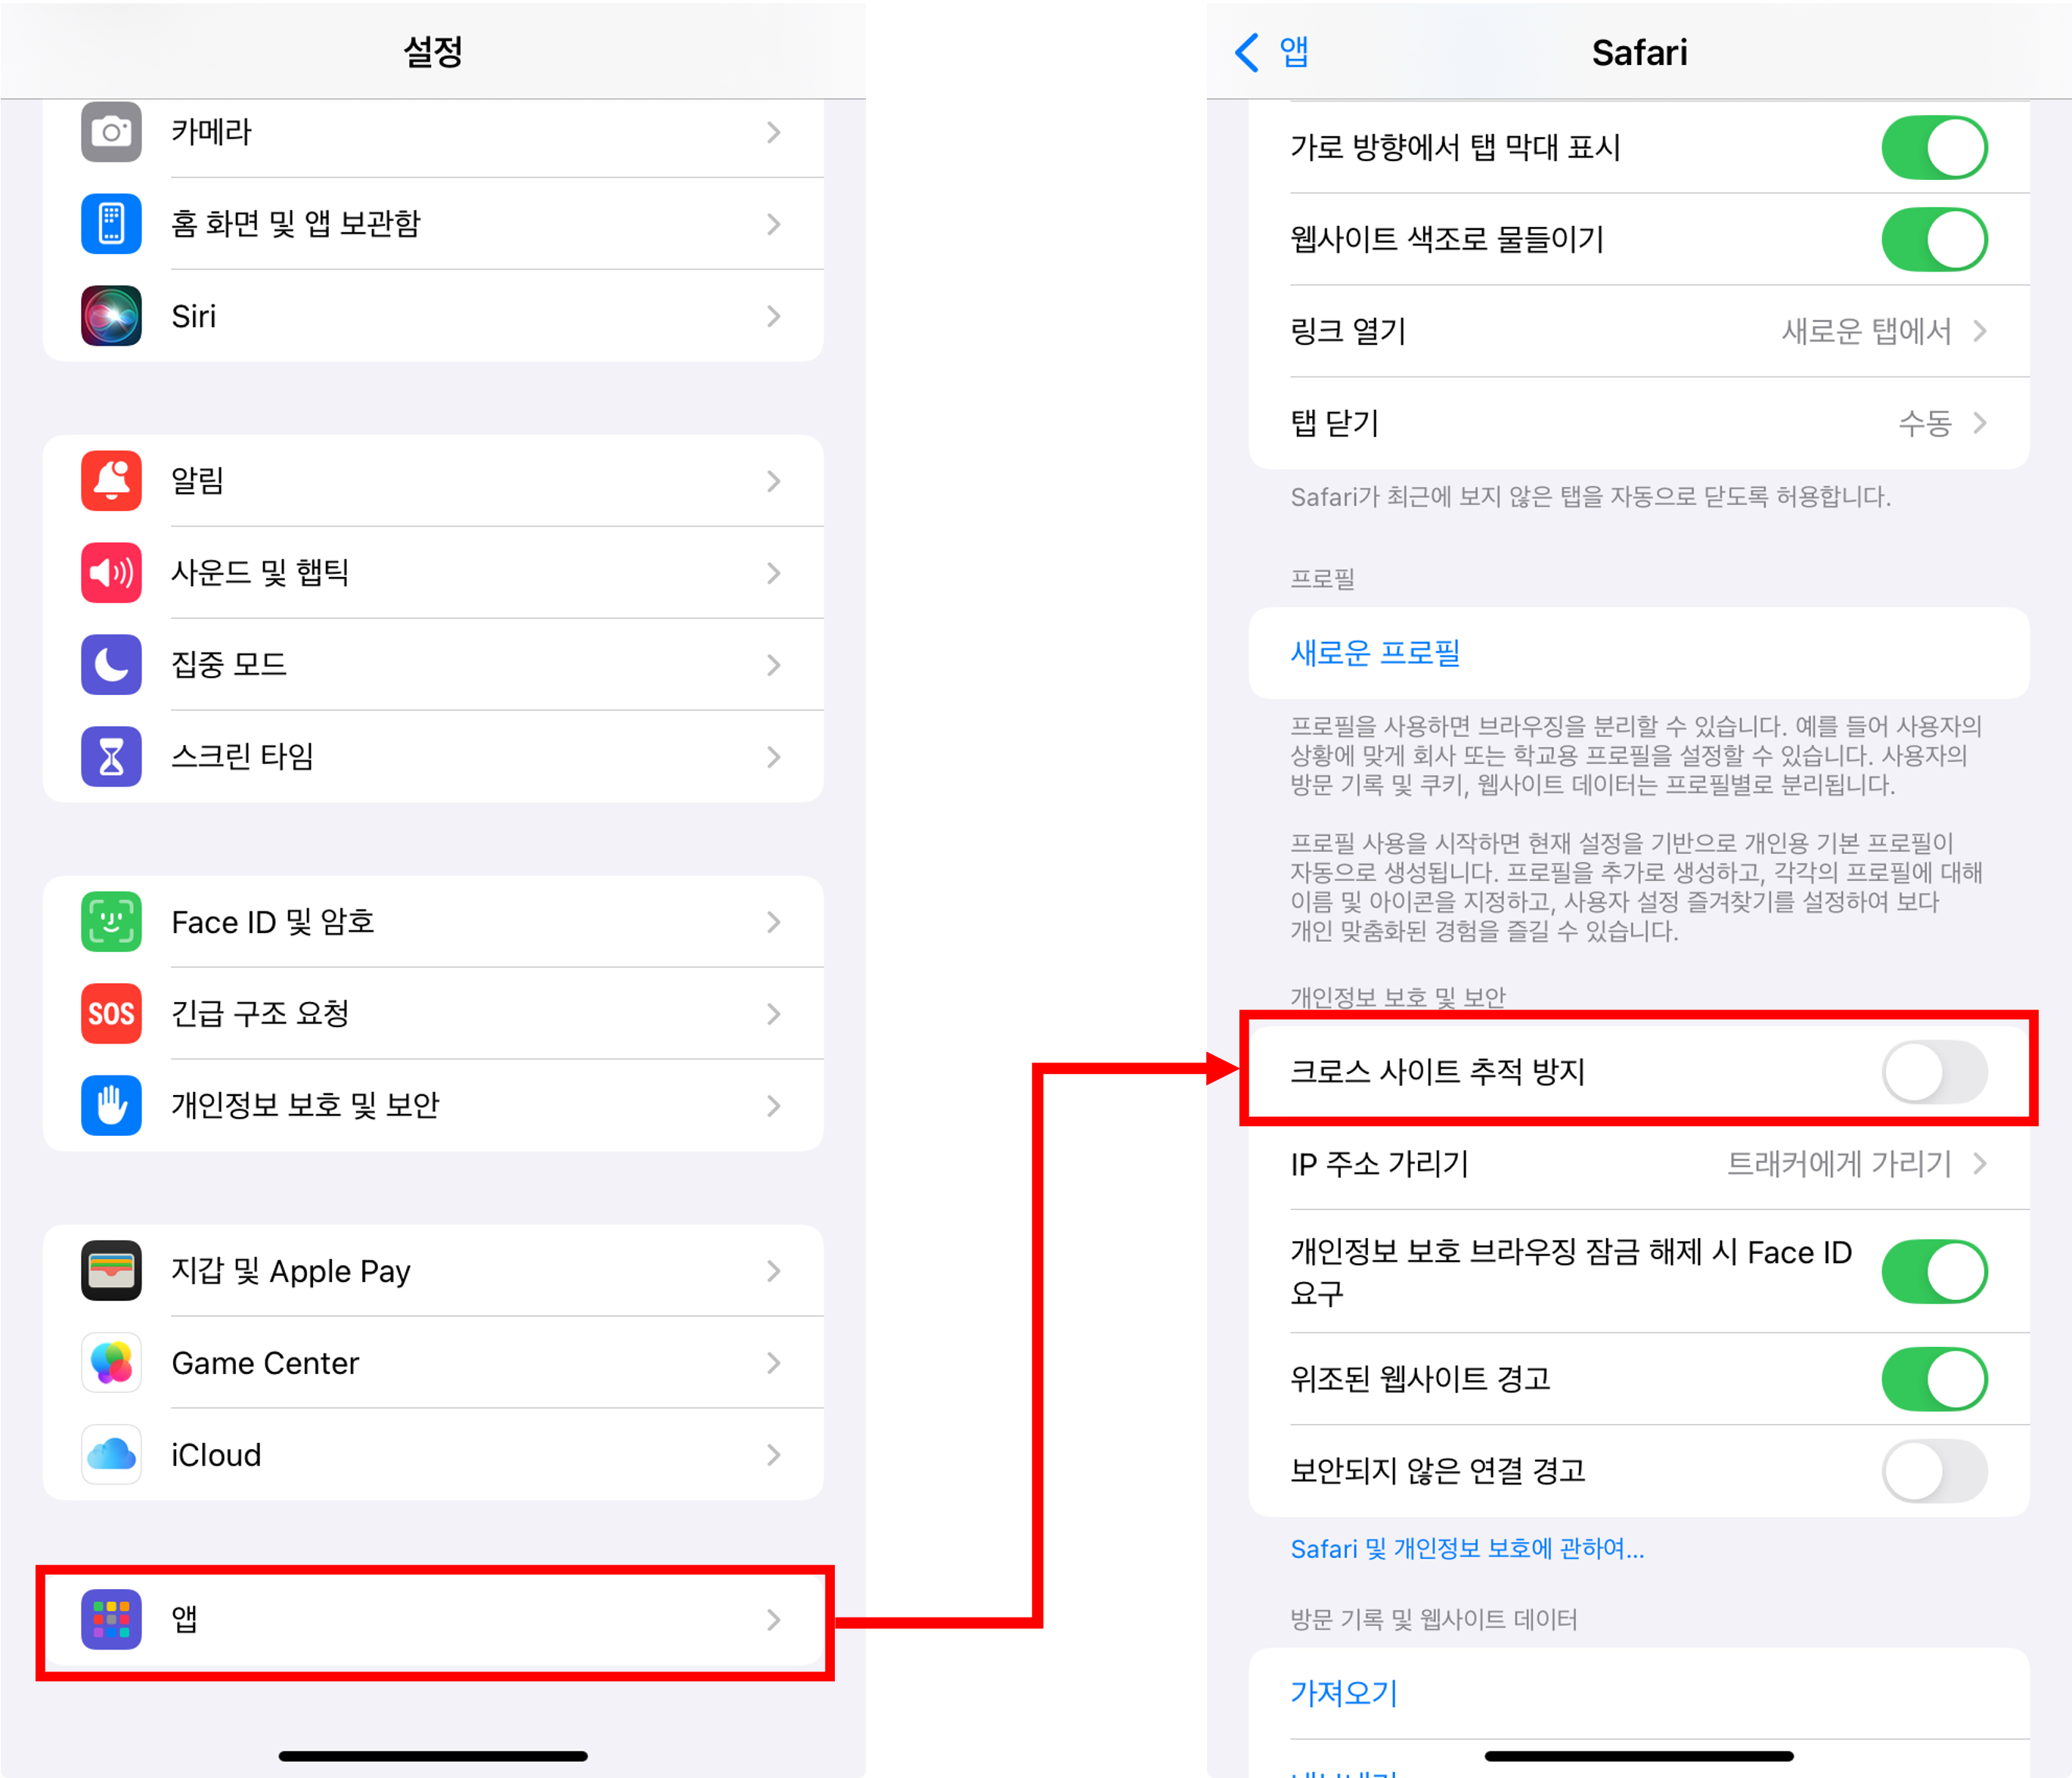 설정
카메라
홈 화면 및 앱 보관함
Siri
알림
사운드 및 햅틱
집중 모드
스크린 타임
Face ID 및 암호
SOS
긴급 구조 요청
개인정보 보호 및 보안
지갑 및 Apple Pay
Game Center
iCloud
앱
앱
Safari
가로 방향에서 탭 막대 표시
웹사이트 색조로 물들이기
링크 열기 새로운 탭에서
탭 닫기 수동
Safari가 최근에 보지 않은 탭을 자동으로 닫도록 허용합니다.
프로필
새로운 프로필
프로필을 사용하면 브라우징을 분리할 수 있습니다. 예를 들어 사용자의
상황에 맞게 회사 또는 학교용 프로필을 설정할 수 있습니다. 사용자의
방문 기록 및 쿠키, 웹사이트 데이터는 프로필별로 분리됩니다.
프로필 사용을 시작하면 현재 설정을 기반으로 개인용 기본 프로필이
자동으로 생성됩니다. 프로필을 추가로 생성하고, 각각의 프로필에 대해
이름 및 아이콘을 지정하고, 사용자 설정 즐겨찾기를 설정하여 보다
개인 맞춤화된 경험을 즐길 수 있습니다.
개인정보 보호 및 보안
크로스 사이트 추적 방지
IP 주소 가리기 트래커에게 가리기
개인정보 보호 브라우징 잠금 해제 시 Face ID
요구
위조된 웹사이트 경고
보안되지 않은 연결 경고
Safari 및 개인정보 보호에 관하여...
방문 기록 및 웹사이트 데이터
가져오기